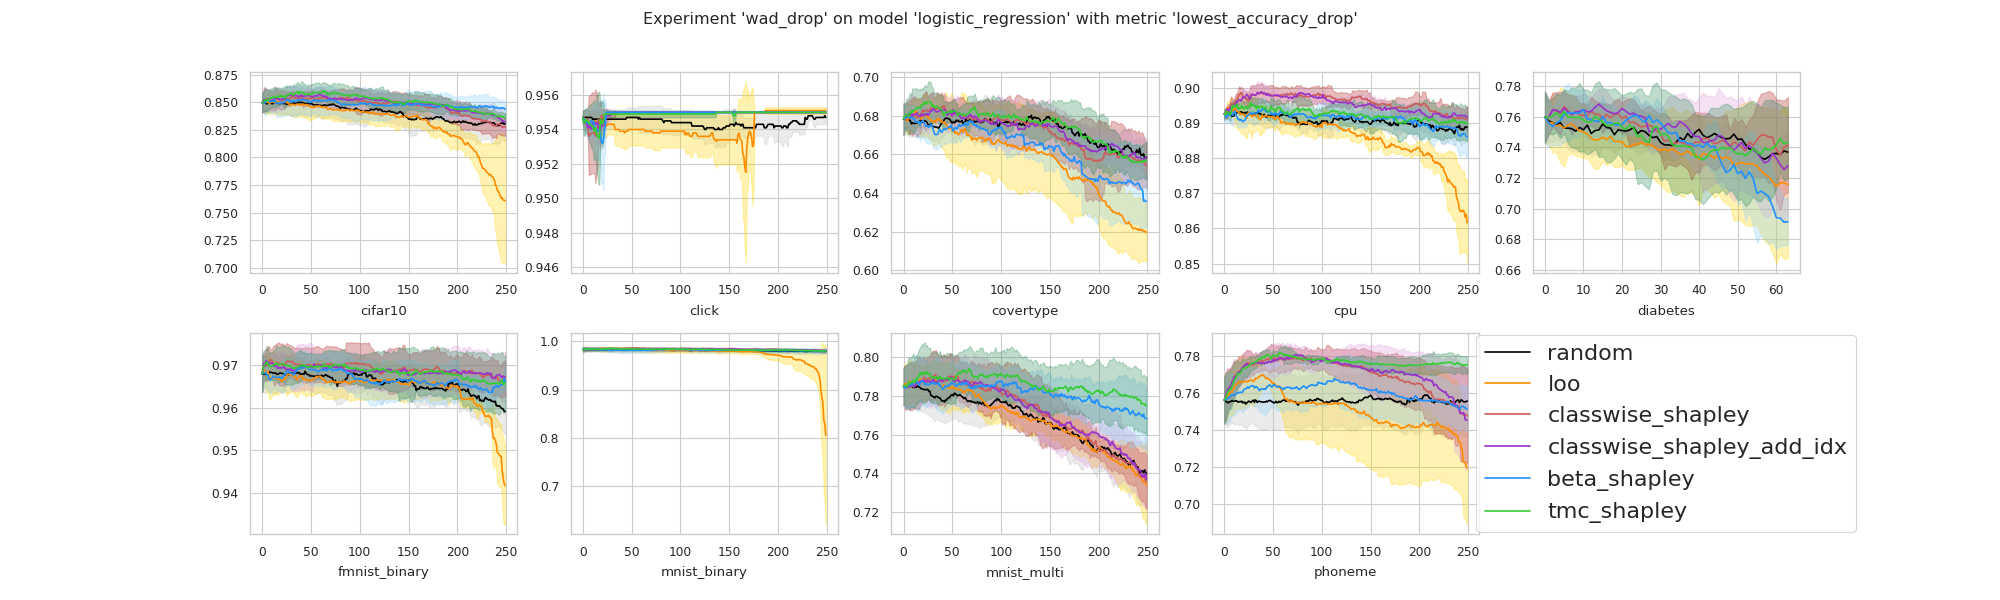 Experiment 'wad_drop' on model 'logistic_regression' with metric 'lowest_accuracy_drop'
0.875
0.850
0.825
0.800
0.775
0.750
0.725
0.700
0 50 100 150 200 250
cifar10
0.956
0.954
0.952
0.950
0.948
0.946
0 50 100 150 200 250
click
0.70
0.68
0.66
0.64
0.62
0.60
0 50 100 150 200 250
covertype
0.90
0.89
0.88
0.87
0.86
0.85
0 50 100 150 200 250
cpu
0.78
0.76
0.74
0.72
0.70
0.68
0.66
0 10 20 30 40 50 60
diabetes
0.97
0.96
0.95
0.94
0 50 100 150 200 250
fmnist_binary
1.0
0.9
0.8
0.7
0 50 100 150 200 250
mnist_binary
0.80
0.78
0.76
0.74
0.72
0 50 100 150 200 250
mnist_multi
0.78
0.76
0.74
0.72
0.70
0 50 100 150 200 250
phoneme
random
loo
classwise_shapley
classwise_shapley_add_idx
beta_shapley
tmc_shapley